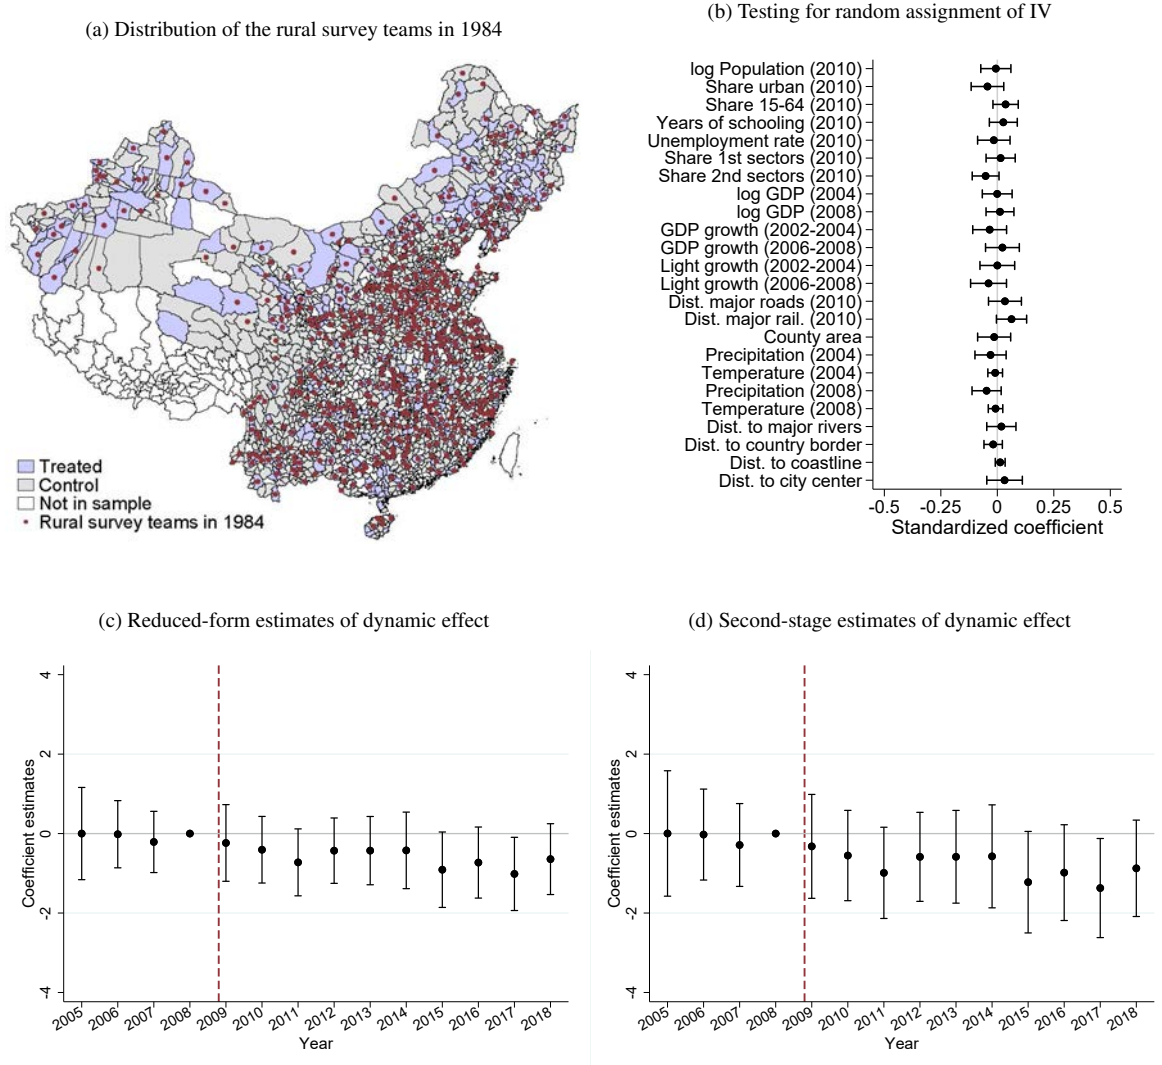 (a) Distribution of the rural survey teams in 1984
Treated
Control
Not in sample
Rural survey teams in 1984
(b) Testing for random assignment of IV
log Population (2010)
Share urban (2010)
Share 15-64 (2010)
Years of schooling (2010)
Unemployment rate (2010)
Share 1st sectors (2010)
Share 2nd sectors (2010)
log GDP (2004)
log GDP (2008)
GDP growth (2002-2004)
GDP growth (2006-2008)
Light growth (2002-2004)
Light growth (2006-2008)
Dist. major roads (2010)
Dist. major rail. (2010)
County area
Precipitation (2004)
Temperature (2004)
Precipitation (2008)
Temperature (2008)
Dist. to major rivers
Dist. to country border
Dist. to coastline
Dist. to city center
-0.5 -0.25 0 0.25 0.5
Standardized coefficient
(c) Reduced-form estimates of dynamic effect
Coefficient estimates
4
2
0
-2
-4
2005 2006 2007 2008 2009 2010 2011 2012 2013 2014 2015 2016 2017 2018
Year
(d) Second-stage estimates of dynamic effect
Coefficient estimates
4
2
0
-2
-4
2005 2006 2007 2008 2009 2010 2011 2012 2013 2014 2015 2016 2017 2018
Year